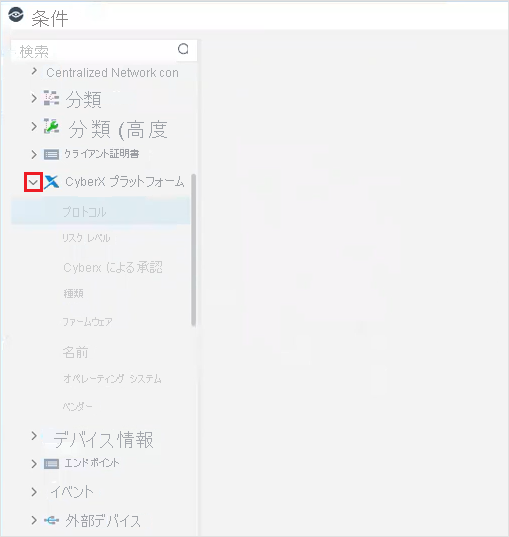 条件
検索
Centralized Network con
分類
分類 (高度
クライアント証明書
CyberX プラットフォーム
プロトコル
リスク レベル
Cyberx による承認
種類
ファームウェア
名前
オペレーティング システム
ベンダー
デバイス情報
エンドポイント
イベント
外部デバイス